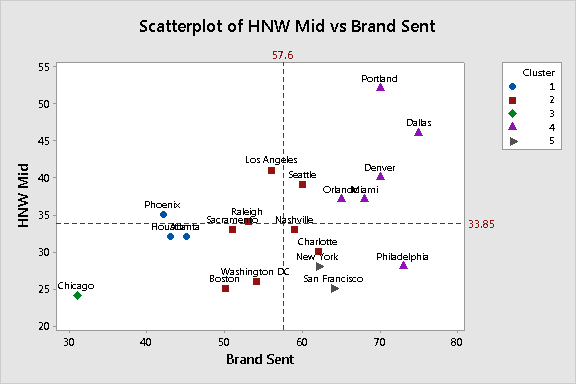 Scatterplot of HNW Mid vs Brand Sent
57.6
Cluster
1
2
3
4
5
55
50
45
40
35
30
25
20
HNW Mid
Portland
Dallas
Los Angeles
Seattle
Denver
Orlando
Miami
Phoenix
Raleigh
Sacramento
Nashville
Houston
Atlanta
33.85
Charlotte
New York
Philadelphia
Washington DC
San Francisco
Boston
Chicago
30
40
50
60
70
80
Brand Sent